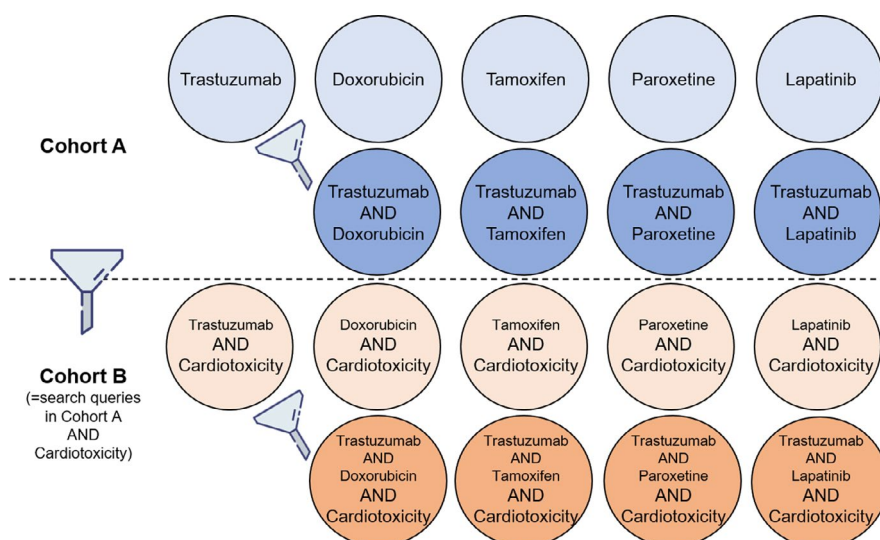 Trastuzumab
Doxorubicin
Tamoxifen
Paroxetine
Lapatinib
Cohort A
Trastuzumab
AND
Doxorubicin
Trastuzumab
AND
Tamoxifen
Trastuzumab
AND
Paroxetine
Trastuzumab
AND
Lapatinib
Cohort B
(=search queries
in Cohort A
AND
Cardiotoxicity)
Trastuzumab
AND
Cardiotoxicity
Doxorubicin
AND
Cardiotoxicity
Tamoxifen
AND
Cardiotoxicity
Paroxetine
AND
Cardiotoxicity
Lapatinib
AND
Cardiotoxicity
Trastuzumab
AND
Doxorubicin
AND
Cardiotoxicity
Trastuzumab
AND
Tamoxifen
AND
Cardiotoxicity
Trastuzumab
AND
Paroxetine
AND
Cardiotoxicity
Trastuzumab
AND
Lapatinib
AND
Cardiotoxicity